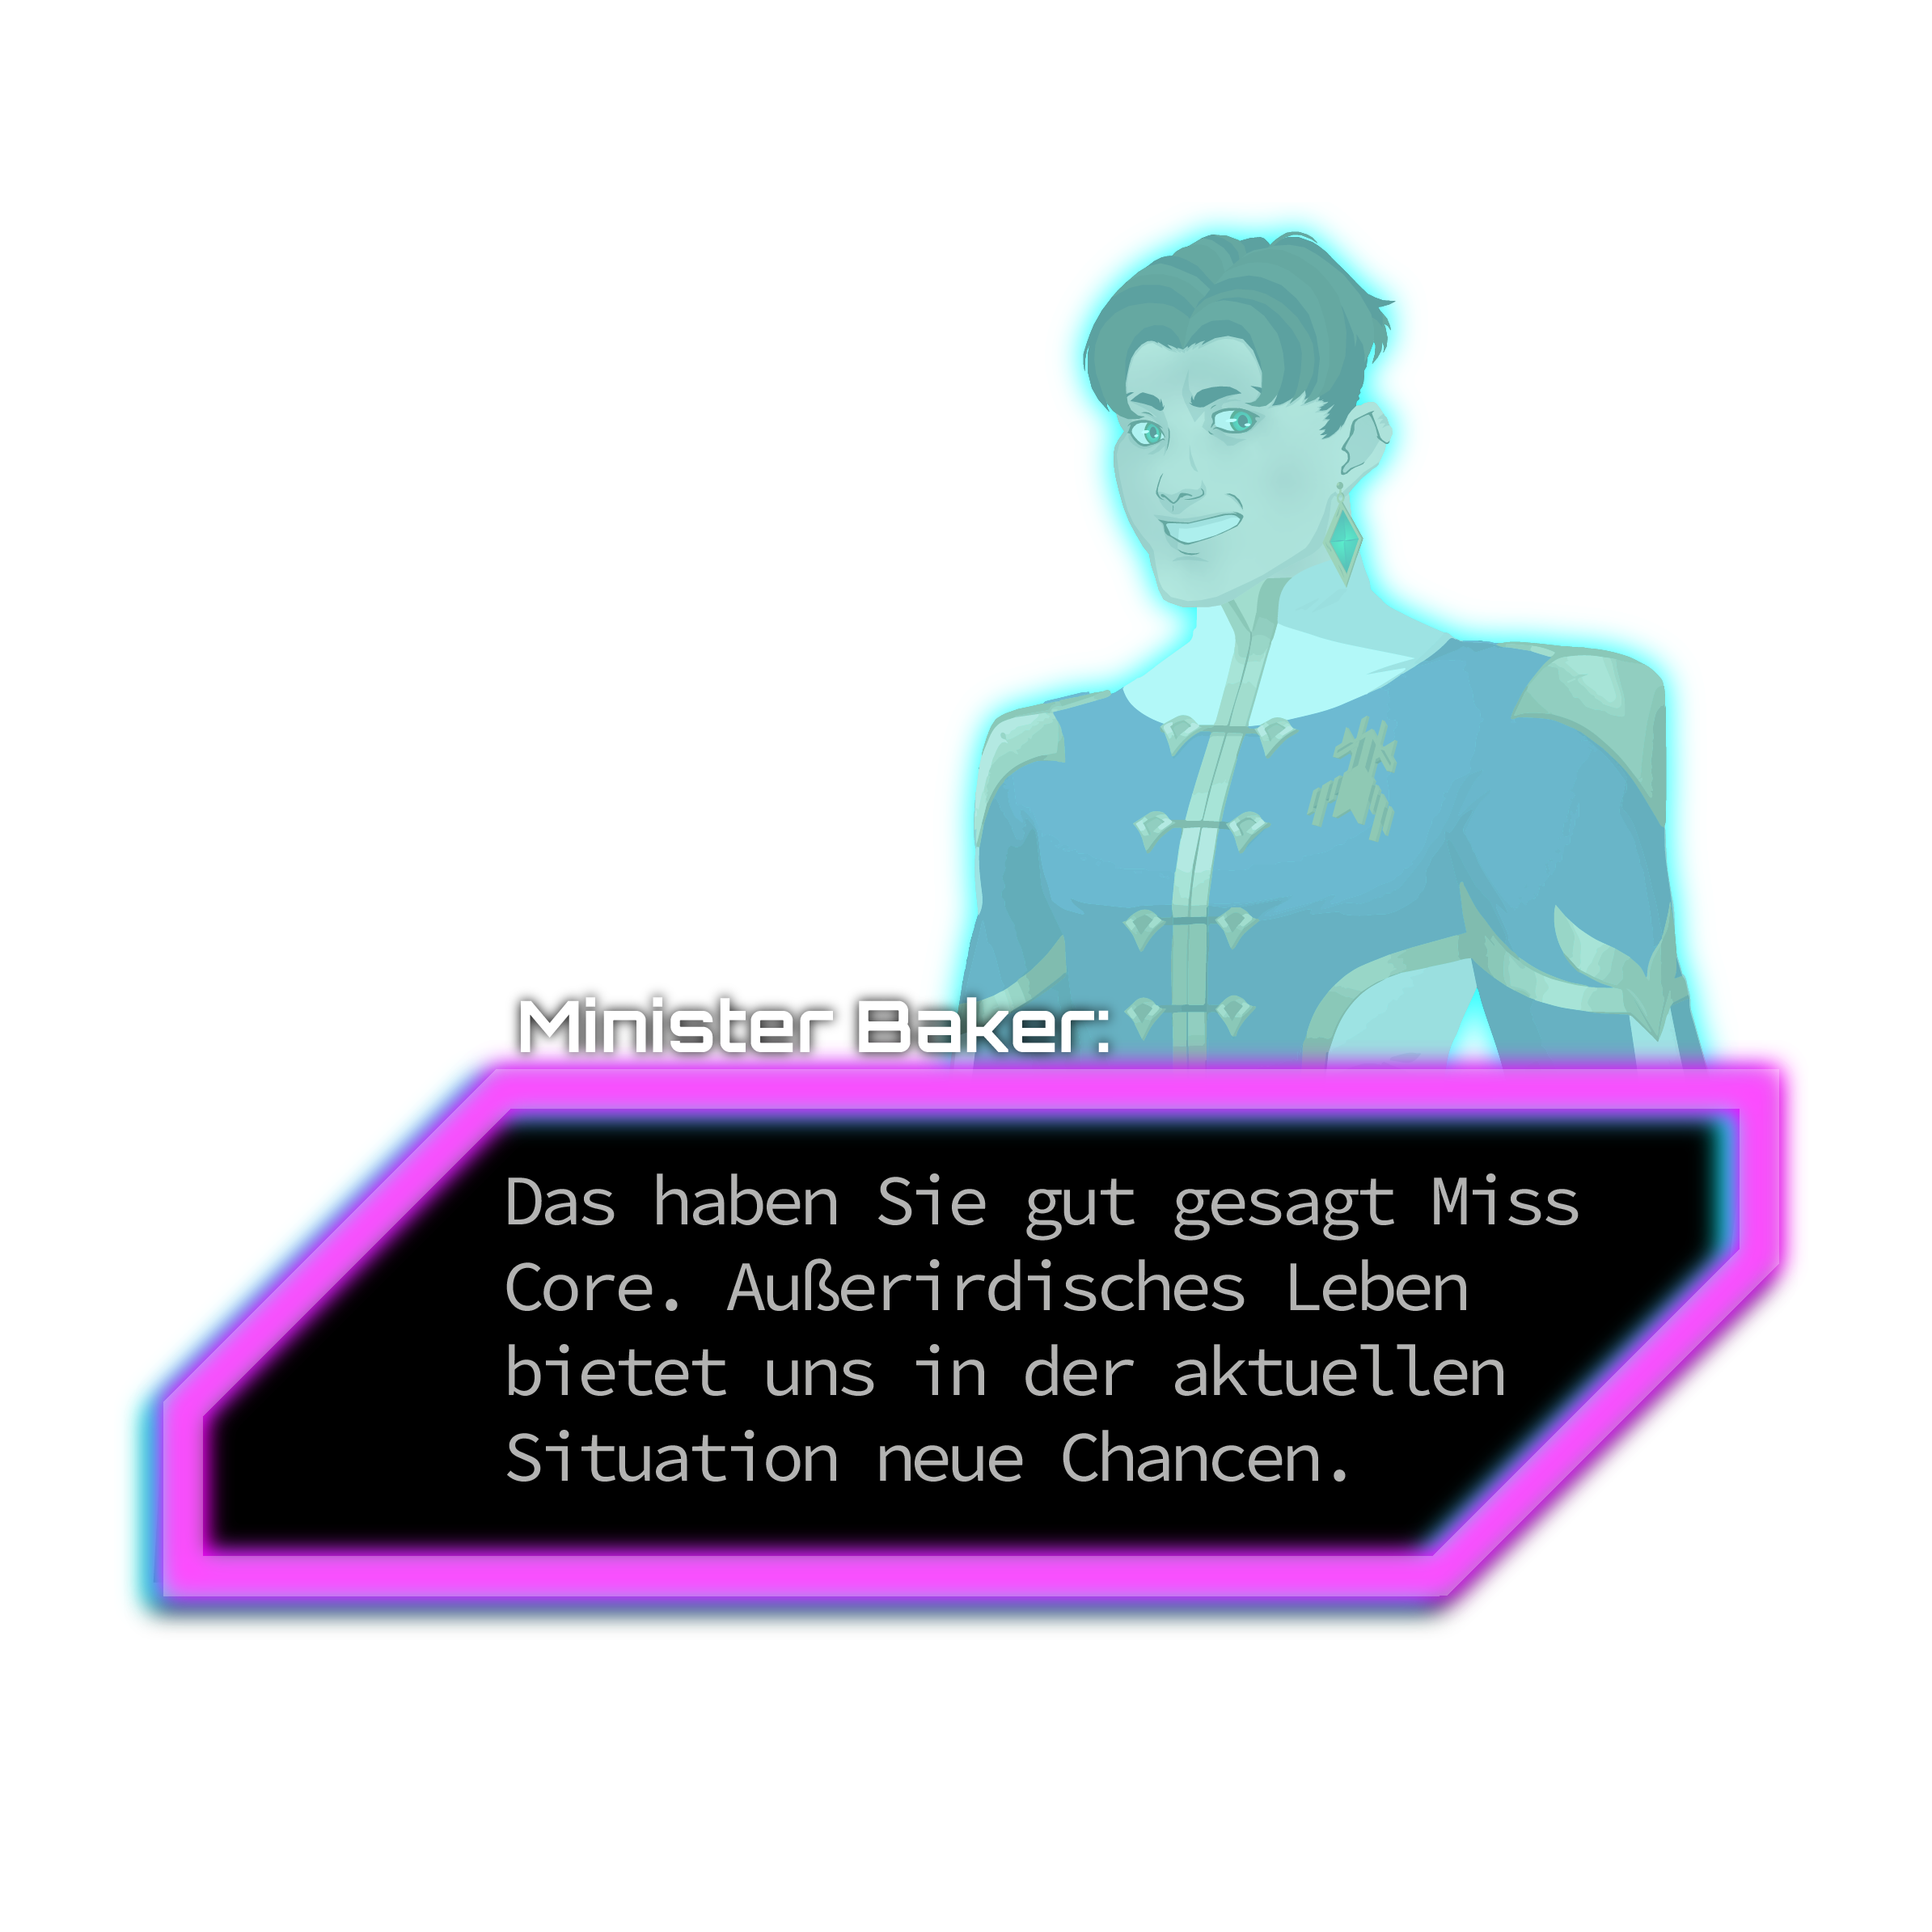 Minister Baker:
Das haben Sie gut gesagt Miss
Core. Außerirdisches Leben
bietet uns in der aktuellen
Situation neue Chancen.